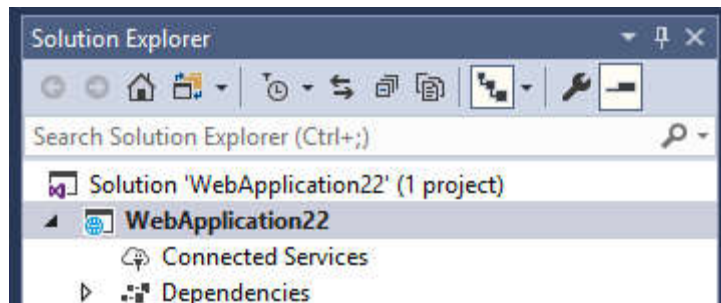 Solution Explorer
Search Solution Explorer (Ctrl+;)
Solution 'WebApplication22' (1 project)
WebApplication22
Connected Services
Dependencies